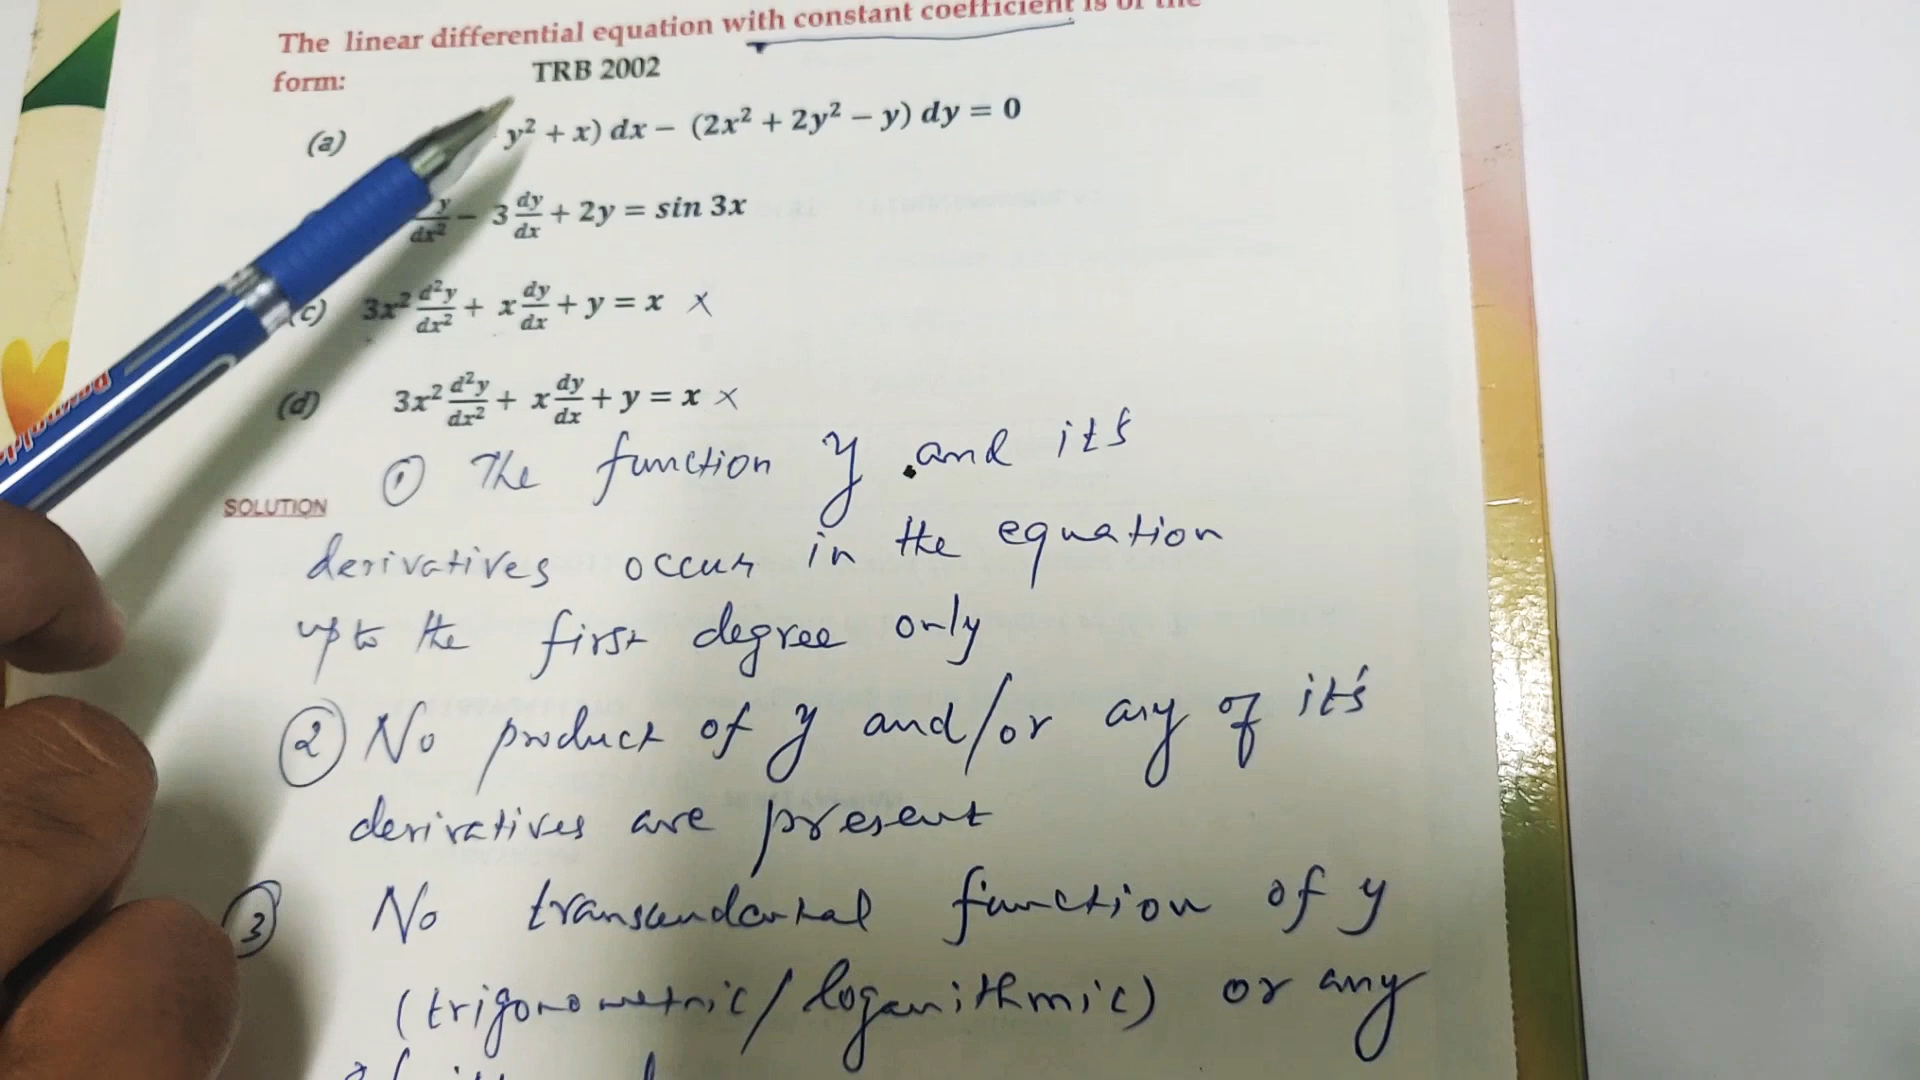 The linear differential equation with constant coefficient is of the
form:
TRB 2002
(a) y² + x) dx − (2x² + 2y² − y) dy = 0
y/dx² − 3 dy/dx + 2y = sin 3x
(c) 3x² d²y/dx² + x dy/dx + y = x ×
(d) 3x² d²y/dx² + x dy/dx + y = x ×
① The function y and its
SOLUTION
derivatives occur in the equation
upto the first degree only
② No product of y and/or any of it's
derivatives are present
③ No transcendental function of y
(trigonometric/logarithmic) or any